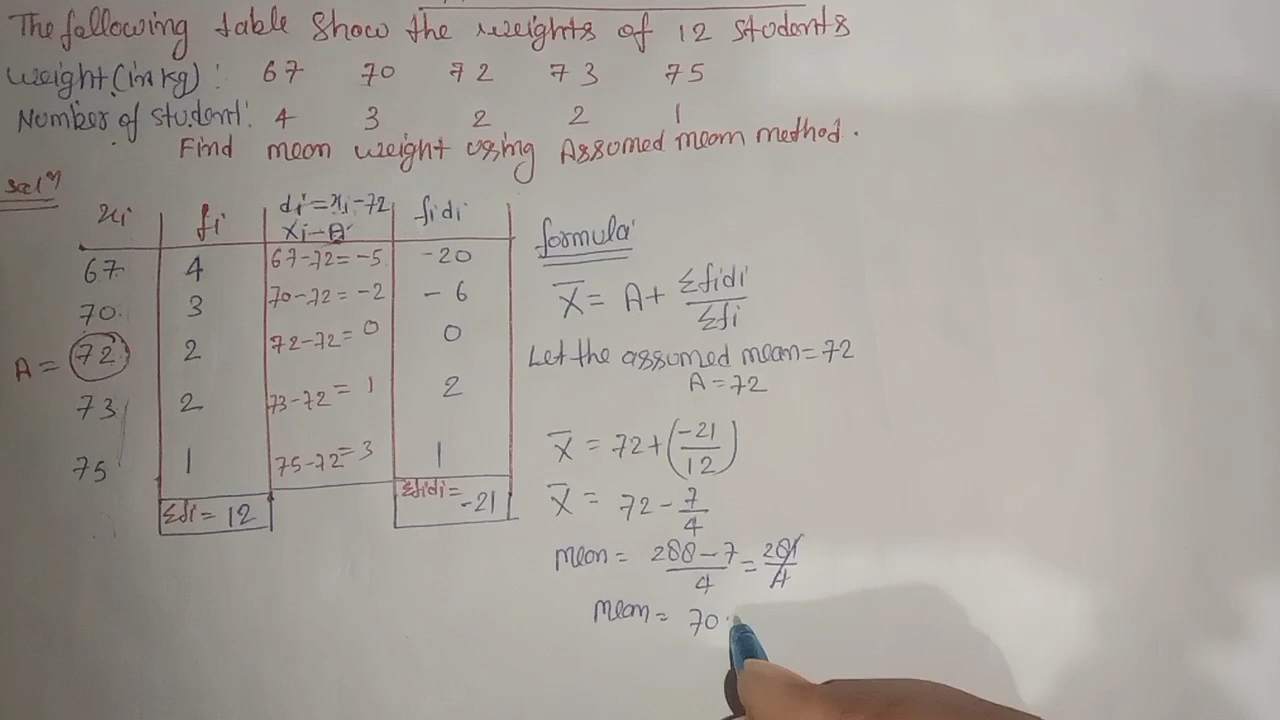 The following table Show the weights of 12 students
Weight (in kg) : 67 70 72 73 75
Number of student: 4 3 2 2 1
Find mean weight using Assumed mean method.
Solⁿ
xi fi di = xi - 72 fidi
xi - A
67 4 67-72 = -5 -20
70 3 70-72 = -2 - 6
A = 72 2 72-72 = 0 0
73 2 73-72 = 1 2
75 1 75-72 = 3 1
Σfi = 12 Σfidi = -21
formula
X̄ = A + Σfidi / Σfi
Let the assumed mean = 72
A = 72
X̄ = 72 + (-21/12)
X̄ = 72 - 7/4
mean = 288 - 7 / 4 = 281/4
mean = 70.